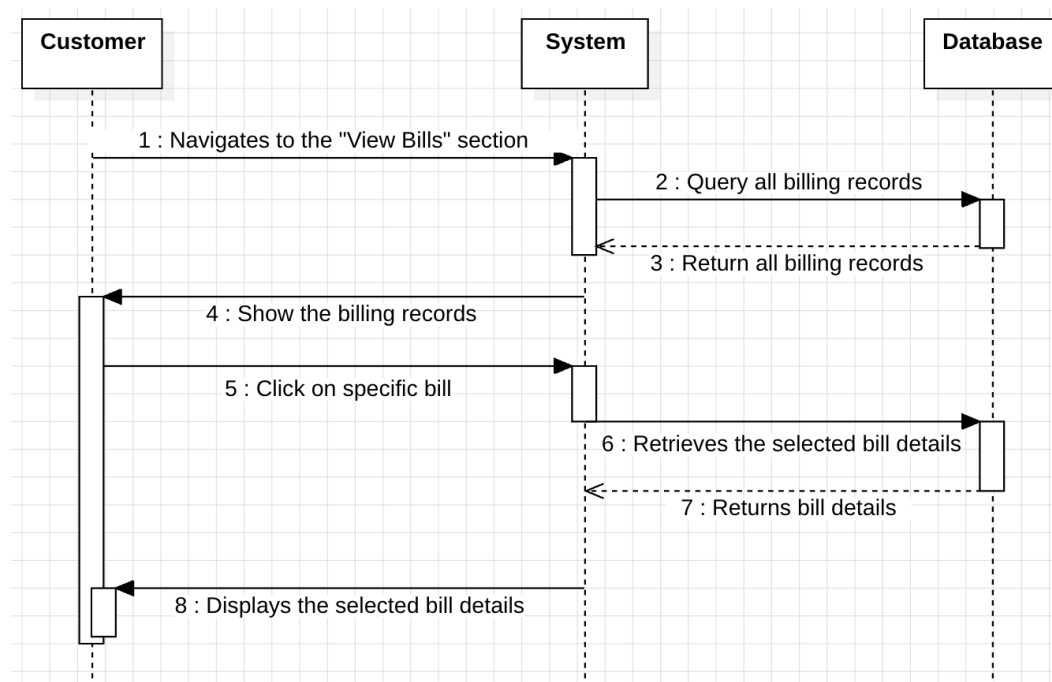 Customer
System
Database
1 : Navigates to the "View Bills" section
2 : Query all billing records
3 : Return all billing records
4 : Show the billing records
5 : Click on specific bill
6 : Retrieves the selected bill details
7 : Returns bill details
8 : Displays the selected bill details